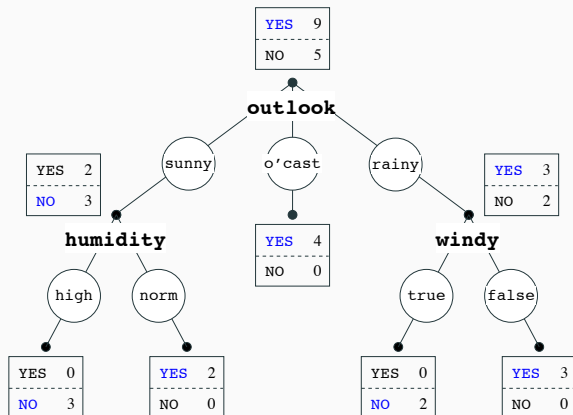 YES 9
NO 5
outlook
sunny
o'cast
rainy
YES 2
NO 3
YES 3
NO 2
humidity
YES 4
NO 0
windy
high
norm
true
false
YES 0
NO 3
YES 2
NO 0
YES 0
NO 2
YES 3
NO 0